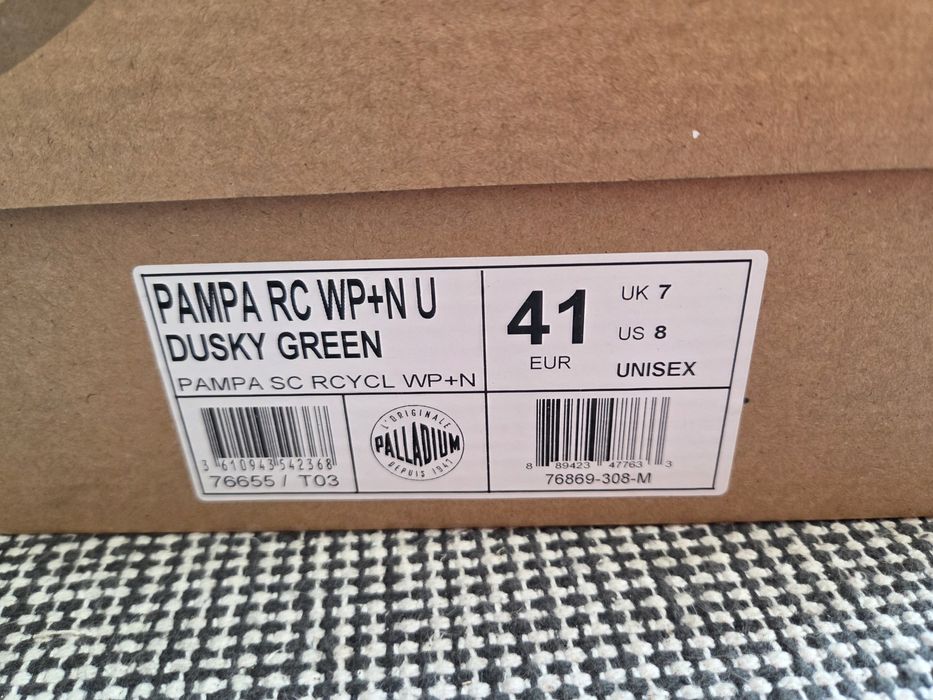 PAMPA RC WP+N U
DUSKY GREEN
PAMPA SC RCYCL WP+N
41
EUR
UK 7
US 8
UNISEX
3 610943 542368
76655 / T03
L'ORIGINALE
PALLADIUM
DEPUIS 1947
8 89423 47763 3
76869-308-M